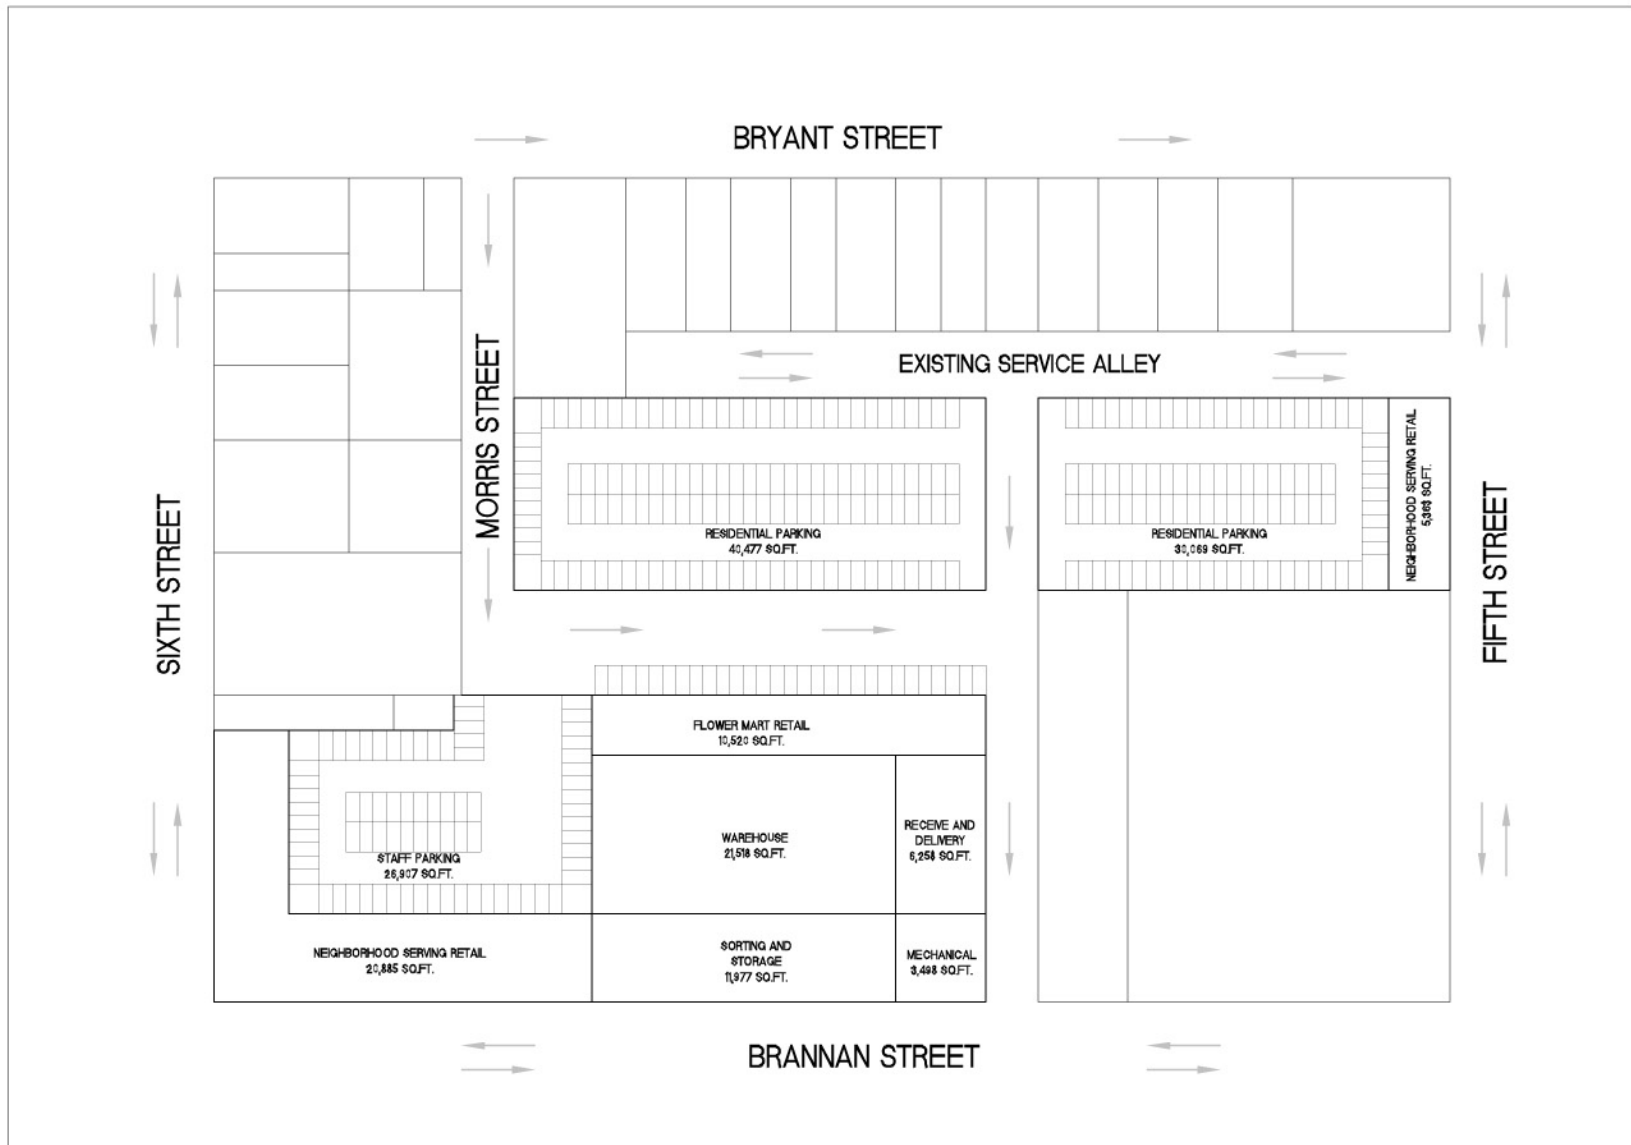 BRYANT STREET
EXISTING SERVICE ALLEY
MORRIS STREET
SIXTH STREET
FIFTH STREET
RESIDENTIAL PARKING
40,477 SQ.FT.
RESIDENTIAL PARKING
30,069 SQ.FT.
NEIGHBORHOOD SERVING RETAIL
5,363 SQ.FT.
FLOWER MART RETAIL
10,520 SQ.FT.
WAREHOUSE
21,518 SQ.FT.
RECEIVE AND
DELIVERY
6,258 SQ.FT.
STAFF PARKING
26,907 SQ.FT.
NEIGHBORHOOD SERVING RETAIL
20,885 SQ.FT.
SORTING AND
STORAGE
11,977 SQ.FT.
MECHANICAL
3,498 SQ.FT.
BRANNAN STREET